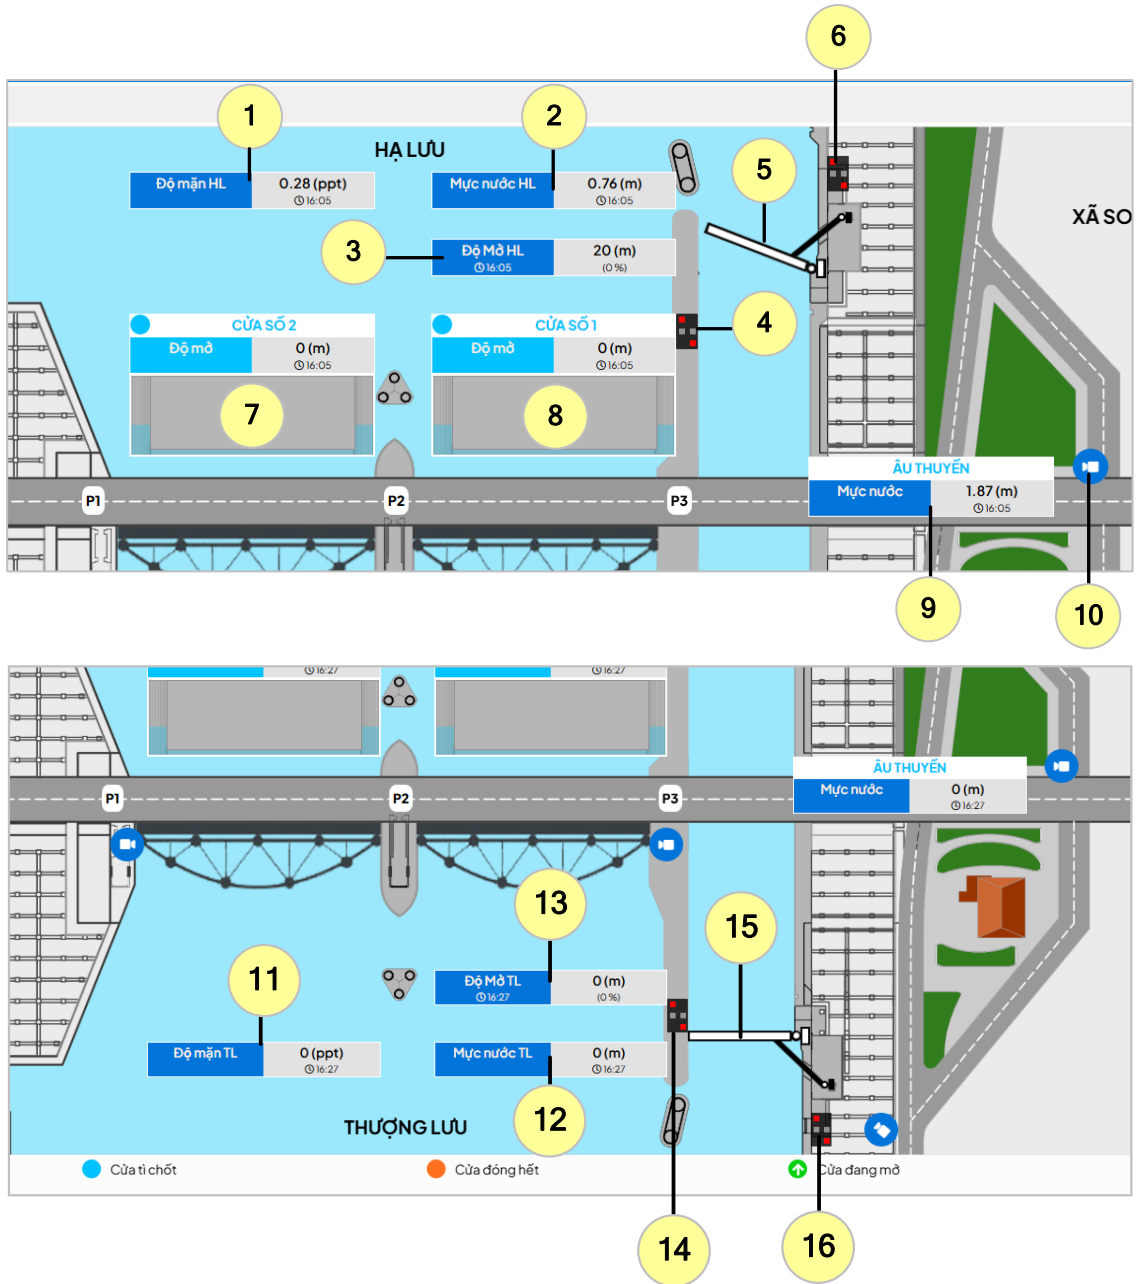 6
1
2
HẠ LƯU
5
Độ mặn HL
0.28 (ppt)
16:05
Mực nước HL
0.76 (m)
16:05
XÃ SO
3
Độ Mở HL
16:05
20 (m)
(0 %)
4
CỬA SỐ 2
Độ mở
0 (m)
16:05
CỬA SỐ 1
Độ mở
0 (m)
16:05
7
8
ÂU THUYỀN
Mực nước
1.87 (m)
16:05
P1
P2
P3
9
10
16:27
16:27
ÂU THUYỀN
Mực nước
0 (m)
16:27
P1
P2
P3
13
15
11
Độ Mở TL
16:27
0 (m)
(0 %)
Độ mặn TL
0 (ppt)
16:27
Mực nước TL
0 (m)
16:27
12
THƯỢNG LƯU
Cửa tì chốt
Cửa đóng hết
Cửa đang mở
14
16